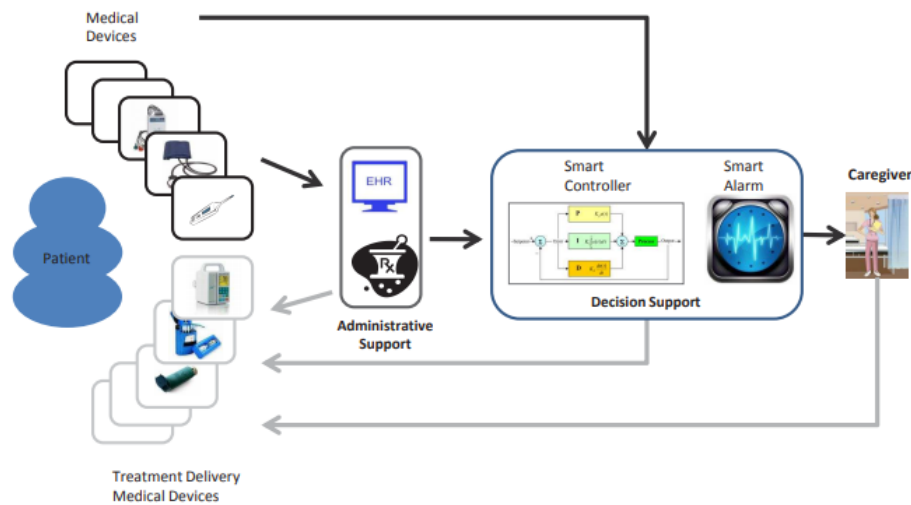 Medical
Devices
Smart
Controller
Smart
Alarm
EHR
Caregiver
Patient
P
I
D
Σ
Σ
Rx
Decision Support
Administrative
Support
Treatment Delivery
Medical Devices